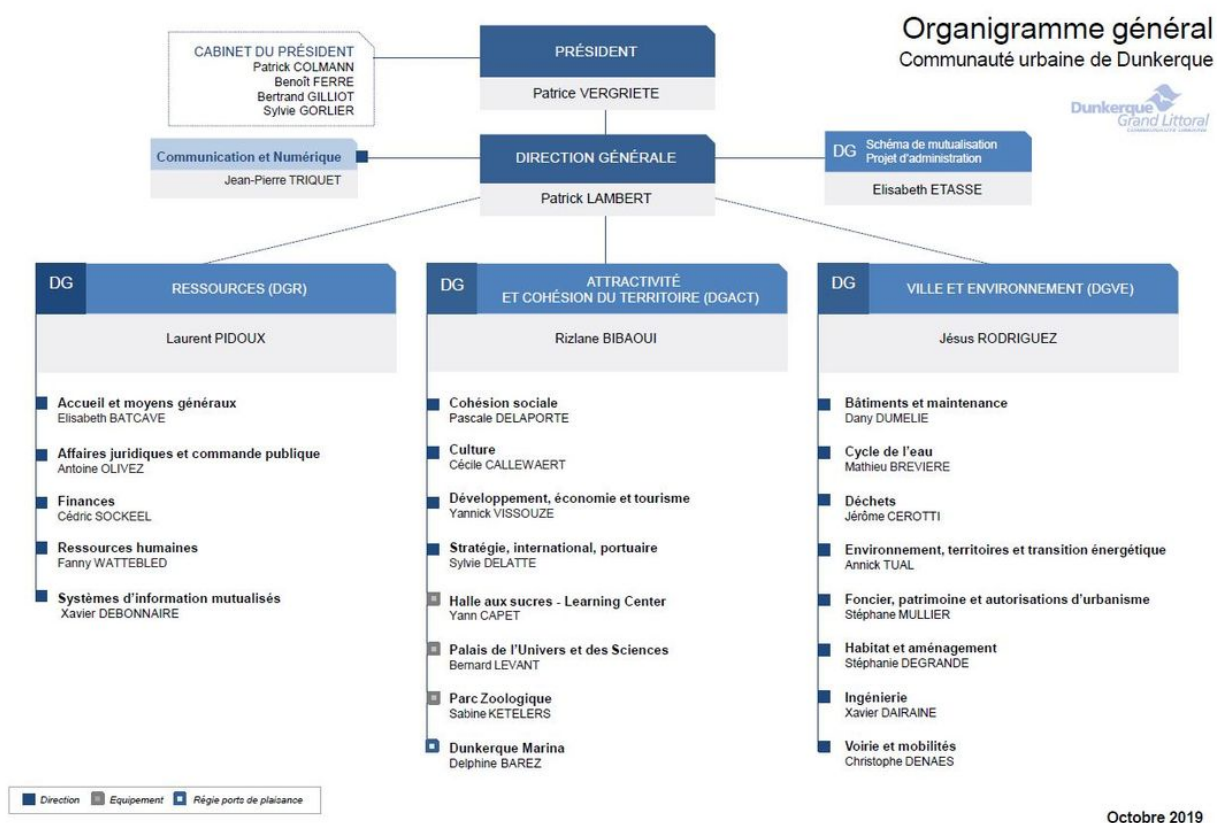 Organigramme général
Communauté urbaine de Dunkerque
Dunkerque
Grand Littoral
COMMUNAUTÉ URBAINE
CABINET DU PRÉSIDENT
Patrick COLMANN
Benoît FERRE
Bertrand GILLIOT
Sylvie GORLIER
PRÉSIDENT
Patrice VERGRIETE
Communication et Numérique
Jean-Pierre TRIQUET
DIRECTION GÉNÉRALE
Patrick LAMBERT
DG
Schéma de mutualisation
Projet d'administration
Elisabeth ETASSE
DG
RESSOURCES (DGR)
Laurent PIDOUX
Accueil et moyens généraux
Elisabeth BATCAVE
Affaires juridiques et commande publique
Antoine OLIVEZ
Finances
Cédric SOCKEEL
Ressources humaines
Fanny WATTEBLED
Systèmes d'information mutualisés
Xavier DEBONNAIRE
DG
ATTRACTIVITÉ
ET COHÉSION DU TERRITOIRE (DGACT)
Rizlane BIBAOUI
Cohésion sociale
Pascale DELAPORTE
Culture
Cécile CALLEWAERT
Développement, économie et tourisme
Yannick VISSOUZE
Stratégie, international, portuaire
Sylvie DELATTE
Halle aux sucres - Learning Center
Yann CAPET
Palais de l'Univers et des Sciences
Bernard LEVANT
Parc Zoologique
Sabine KETELERS
Dunkerque Marina
Delphine BAREZ
DG
VILLE ET ENVIRONNEMENT (DGVE)
Jésus RODRIGUEZ
Bâtiments et maintenance
Dany DUMELIE
Cycle de l'eau
Mathieu BREVIERE
Déchets
Jérôme CEROTTI
Environnement, territoires et transition énergétique
Annick TUAL
Foncier, patrimoine et autorisations d'urbanisme
Stéphane MULLIER
Habitat et aménagement
Stéphanie DEGRANDE
Ingénierie
Xavier DAIRAINE
Voirie et mobilités
Christophe DENAES
Direction Equipement Régie ports de plaisance
Octobre 2019